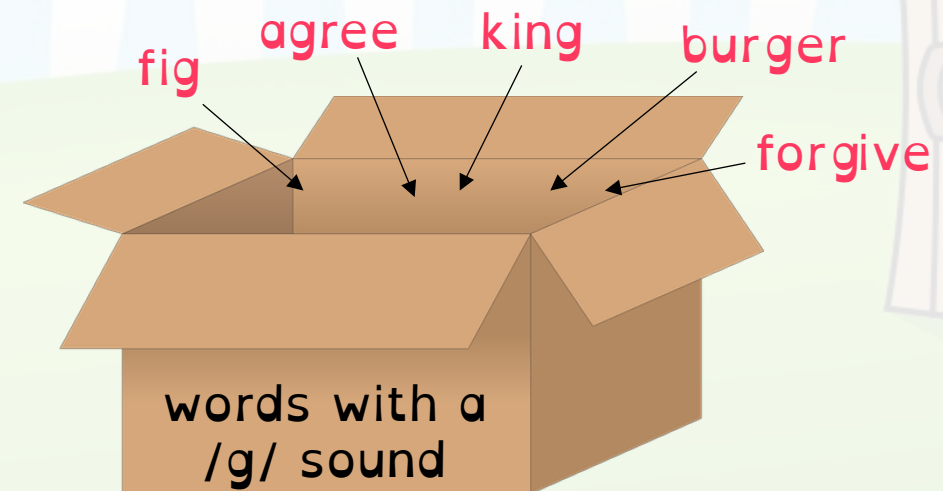 fig
agree
king
burger
forgive
words with a
/g/ sound